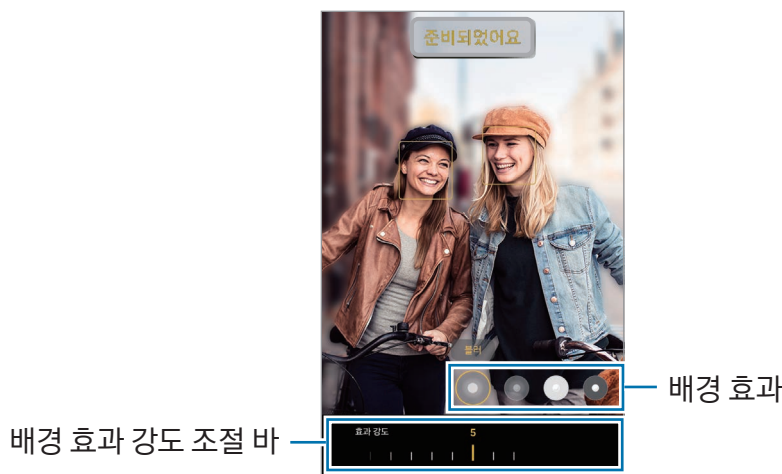 준비되었어요
블러
배경 효과
배경 효과 강도 조절 바
효과 강도
5